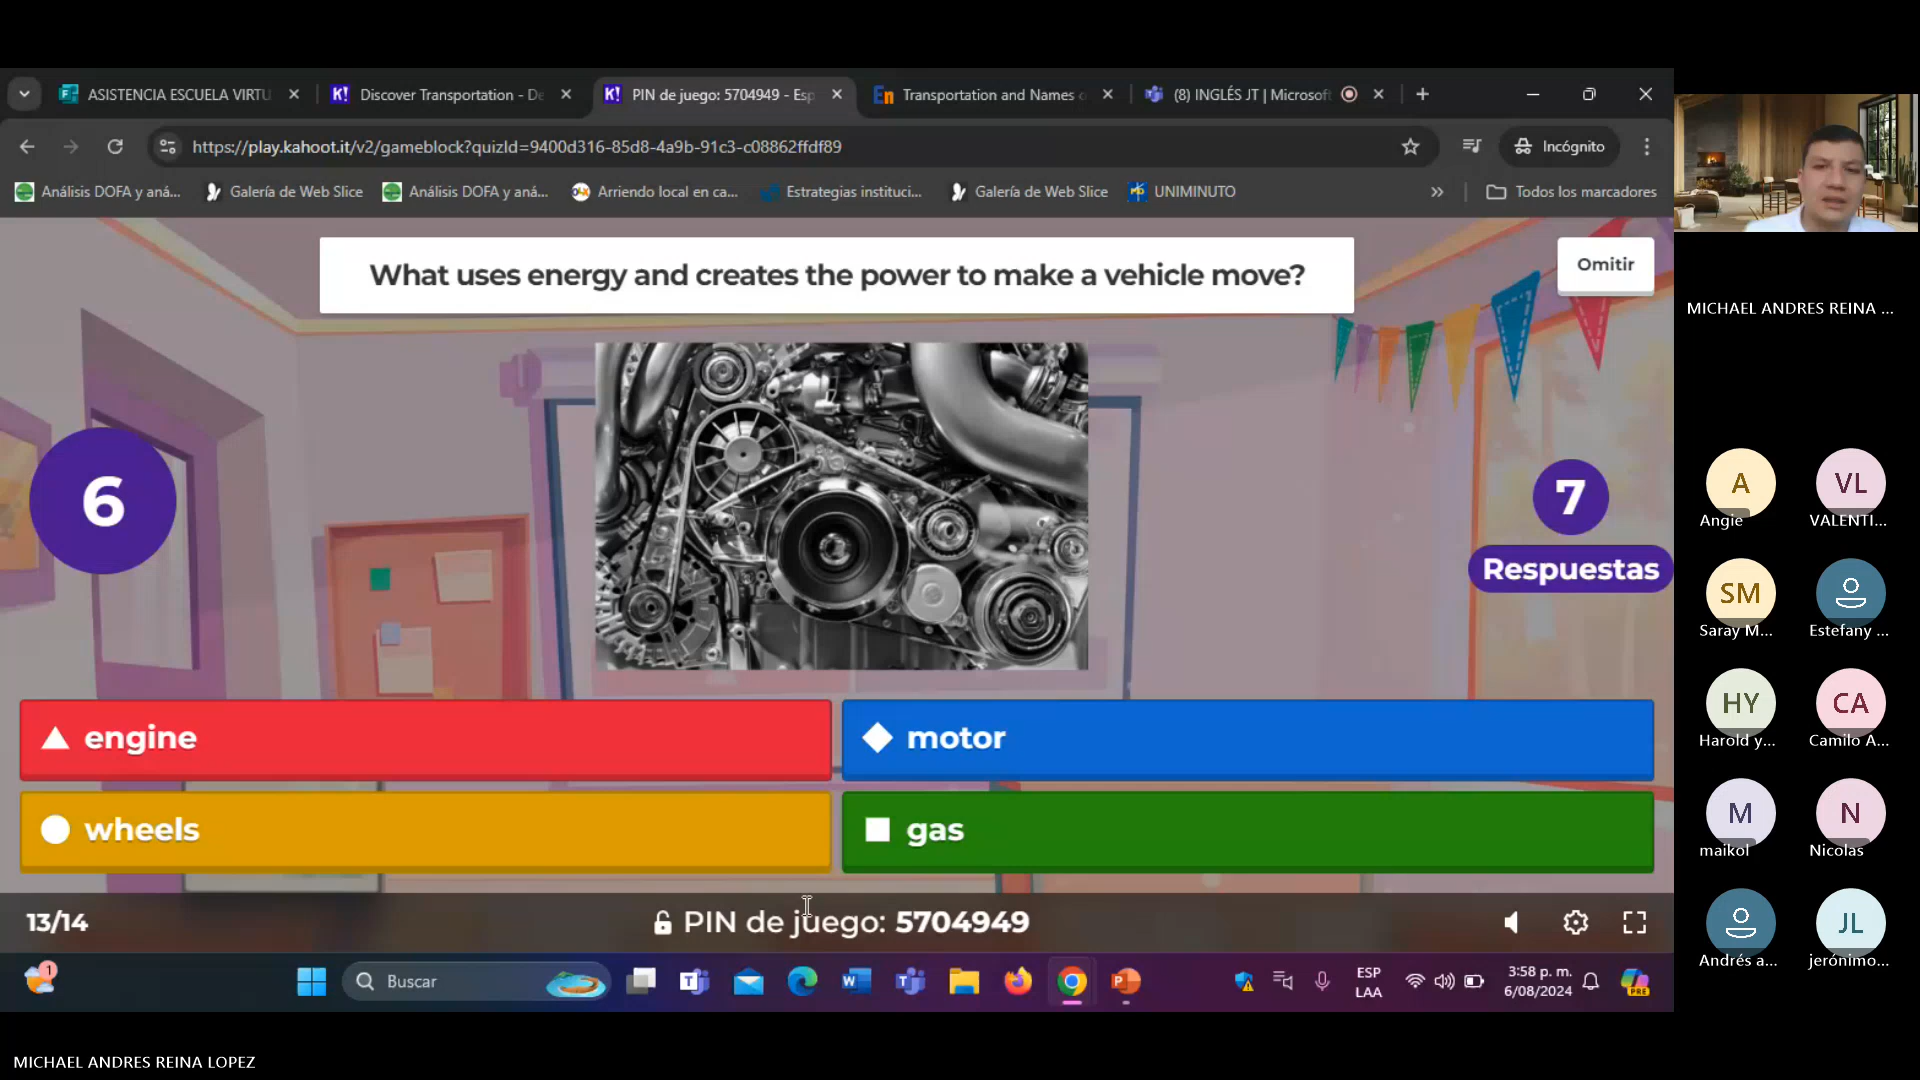 ASISTENCIA ESCUELA VIRTU
Discover Transportation - De
PIN de juego: 5704949 - Esp
Transportation and Names o
(8) INGLÉS JT | Microsoft
https://play.kahoot.it/v2/gameblock?quizId=9400d316-85d8-4a9b-91c3-c08862ffdf89
Incógnito
Análisis DOFA y aná...
Galería de Web Slice
Análisis DOFA y aná...
Arriendo local en ca...
Estrategias instituci...
Galería de Web Slice
UNIMINUTO
Todos los marcadores
What uses energy and creates the power to make a vehicle move?
Omitir
6
7
Respuestas
engine
motor
wheels
gas
13/14
PIN de juego: 5704949
1
Buscar
ESP
LAA
3:58 p. m.
6/08/2024
PRE
MICHAEL ANDRES REINA ...
A
VL
Angie
VALENTI...
SM
Saray M...
Estefany ...
HY
CA
Harold y...
Camilo A...
M
N
maikol
Nicolas
JL
Andrés a...
jerónimo...
MICHAEL ANDRES REINA LOPEZ